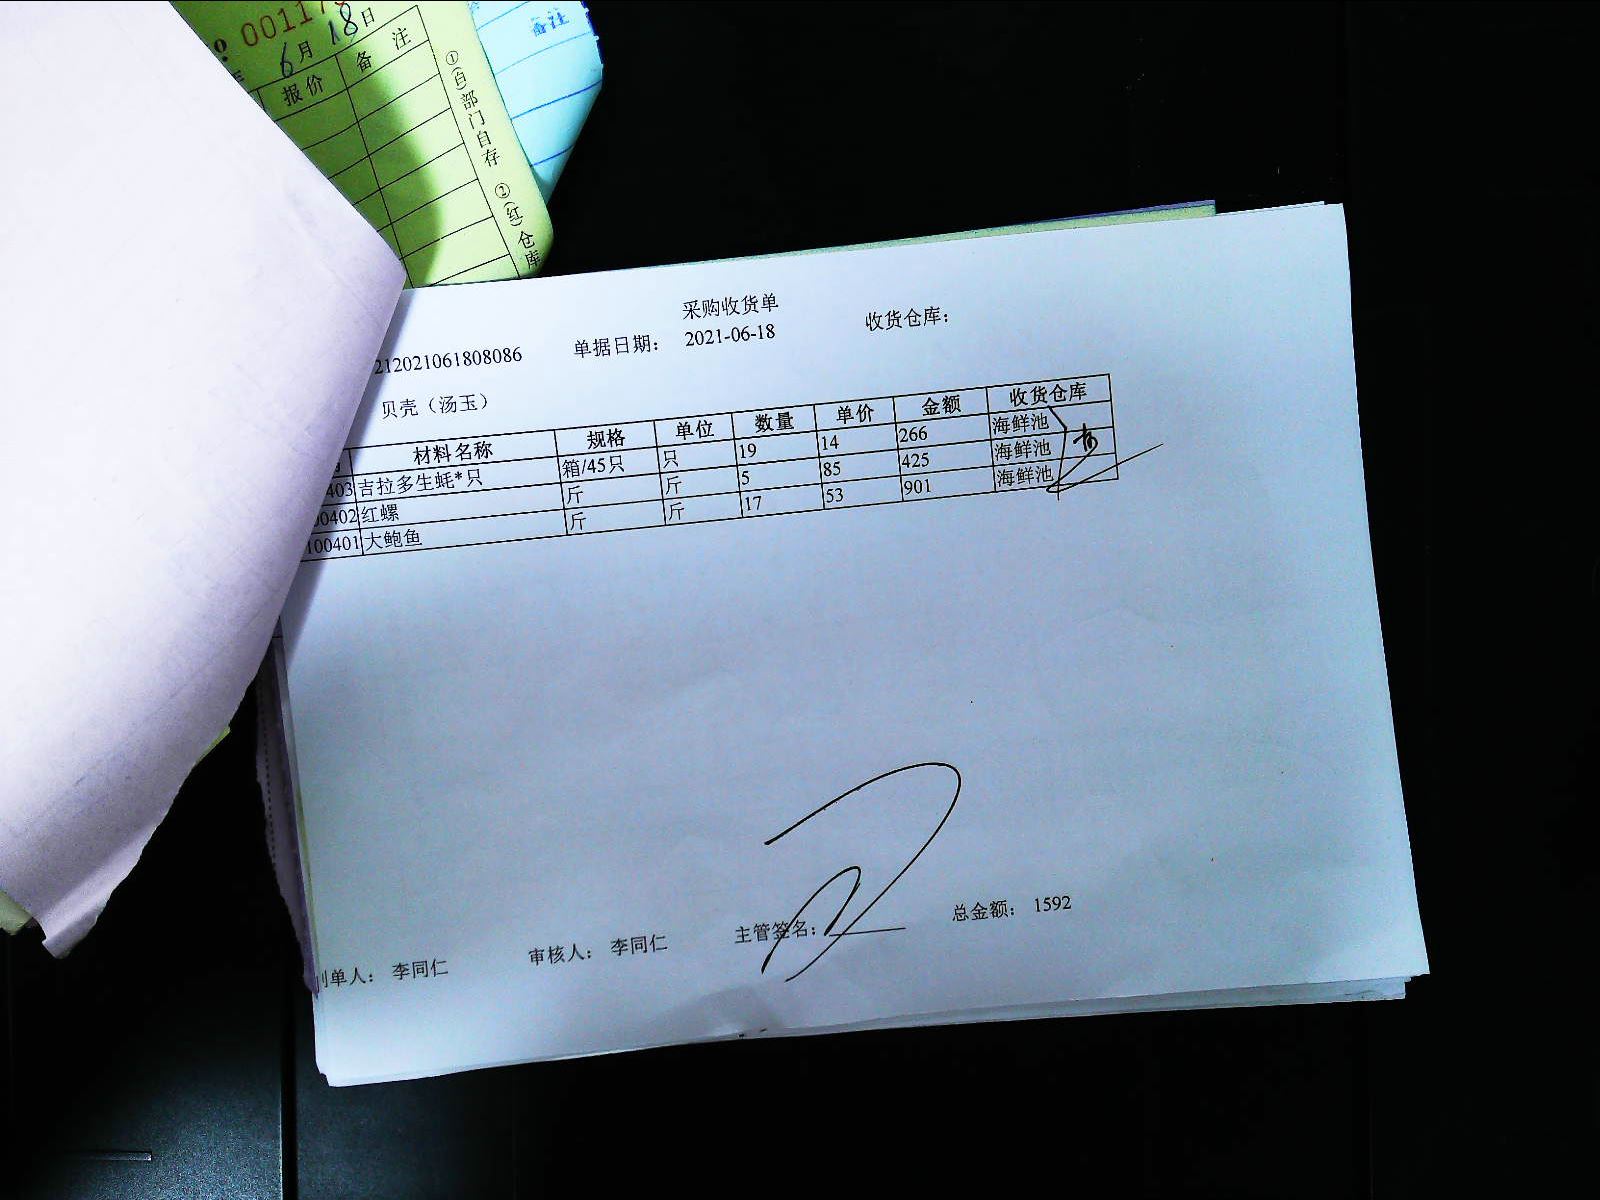 00117
6月18日
报价 备注
①(白)部门自存 ②(红)仓库
备注
采购收货单
212021061808086 单据日期: 2021-06-18 收货仓库:
贝壳（汤玉）
材料名称 规格 单位 数量 单价 金额 收货仓库
403 吉拉多生蚝*只 箱/45只 只 19 14 266 海鲜池
00402 红螺 斤 斤 5 85 425 海鲜池
100401 大鲍鱼 斤 斤 17 53 901 海鲜池
制单人: 李同仁 审核人: 李同仁 主管签名: 总金额: 1592